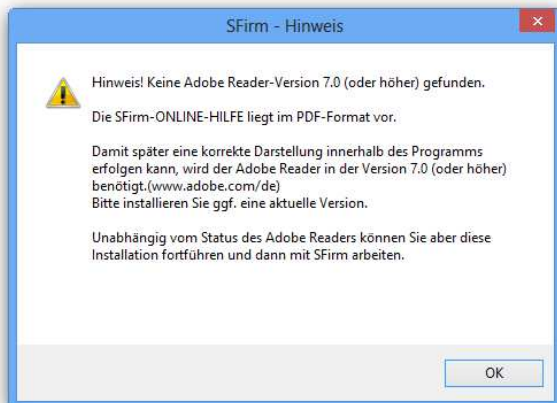 SFirm - Hinweis
Hinweis! Keine Adobe Reader-Version 7.0 (oder höher) gefunden.
Die SFirm-ONLINE-HILFE liegt im PDF-Format vor.
Damit später eine korrekte Darstellung innerhalb des Programms
erfolgen kann, wird der Adobe Reader in der Version 7.0 (oder höher)
benötigt.(www.adobe.com/de)
Bitte installieren Sie ggf. eine aktuelle Version.
Unabhängig vom Status des Adobe Readers können Sie aber diese
Installation fortführen und dann mit SFirm arbeiten.
OK